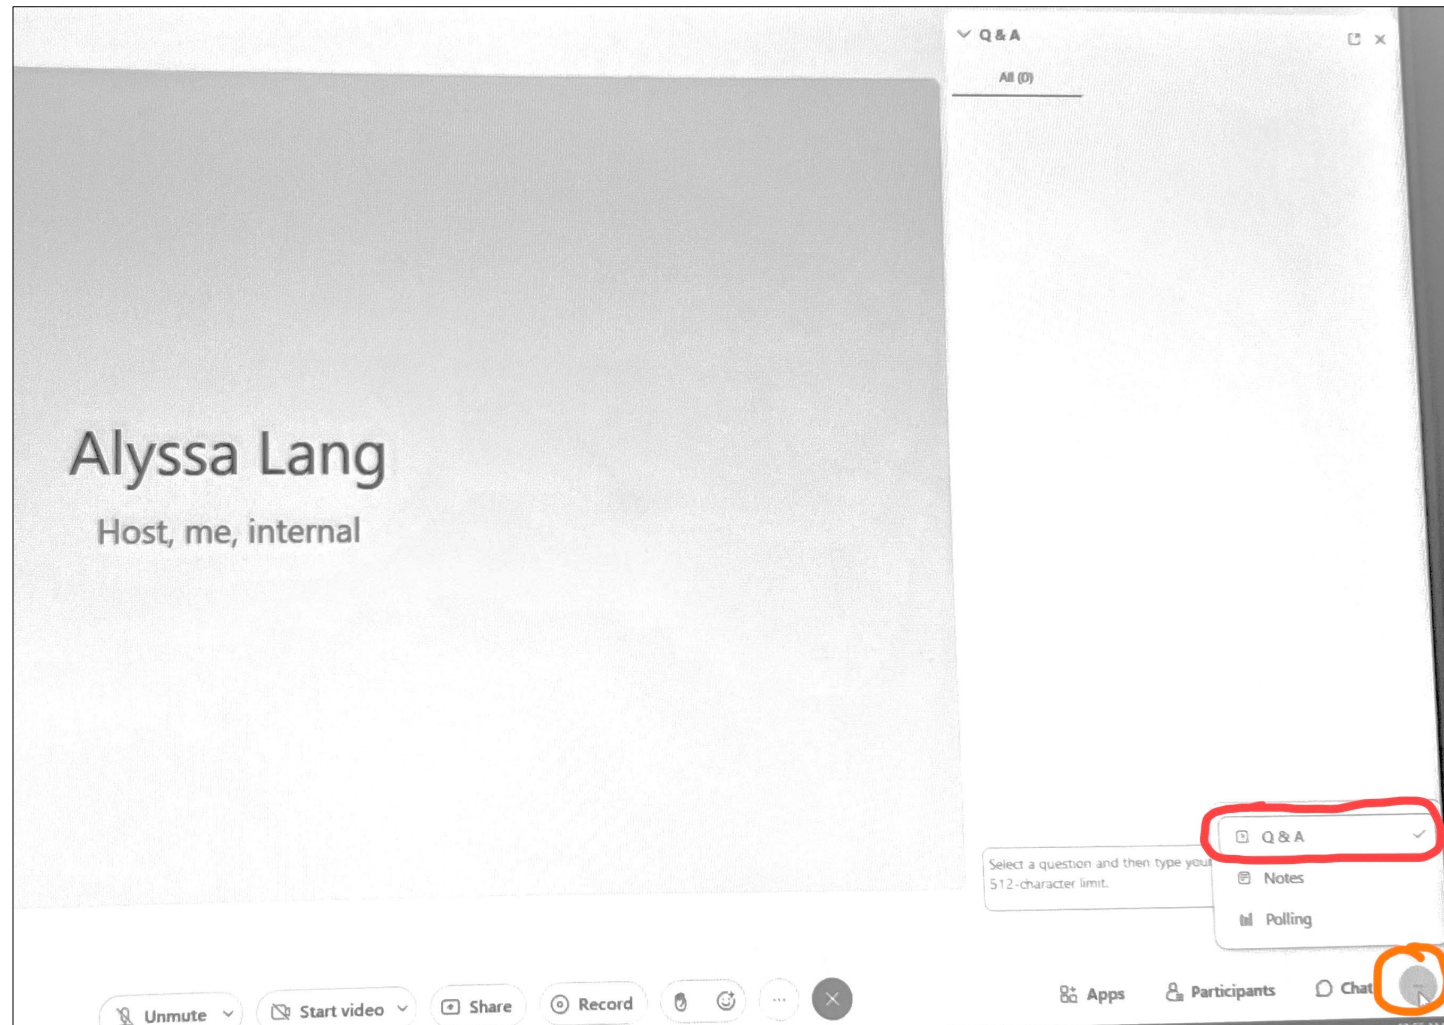 Q & A
All (0)
Alyssa Lang
Host, me, internal
Q & A
Select a question and then type your
512-character limit.
Notes
Polling
Unmute
Start video
Share
Record
Apps
Participants
Chat